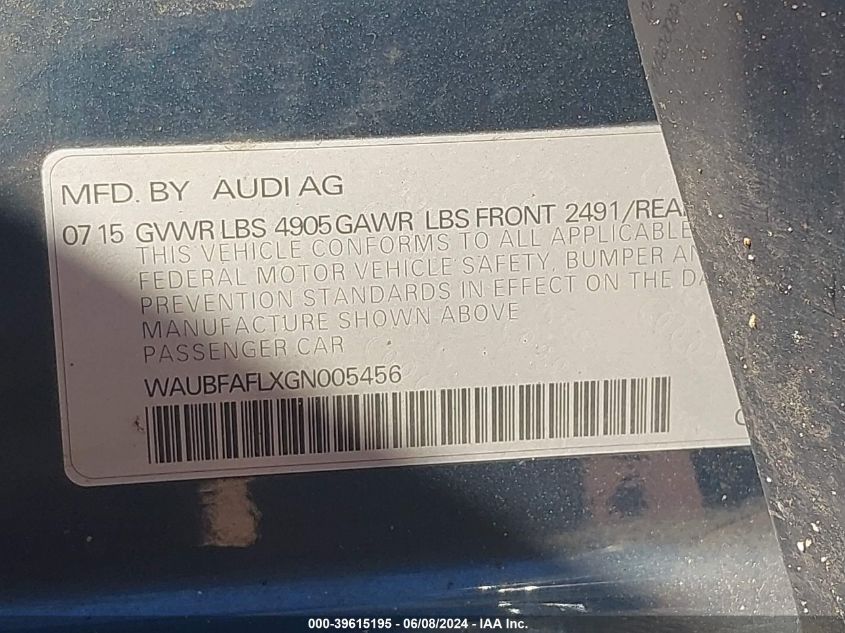 MFD. BY AUDI AG
07 15 GVWR LBS 4905 GAWR LBS FRONT 2491/REA
THIS VEHICLE CONFORMS TO ALL APPLICABLE
FEDERAL MOTOR VEHICLE SAFETY, BUMPER AN
PREVENTION STANDARDS IN EFFECT ON THE DA
MANUFACTURE SHOWN ABOVE
PASSENGER CAR
WAUBFAFLXGN005456
000-39615195 - 06/08/2024 - IAA Inc.